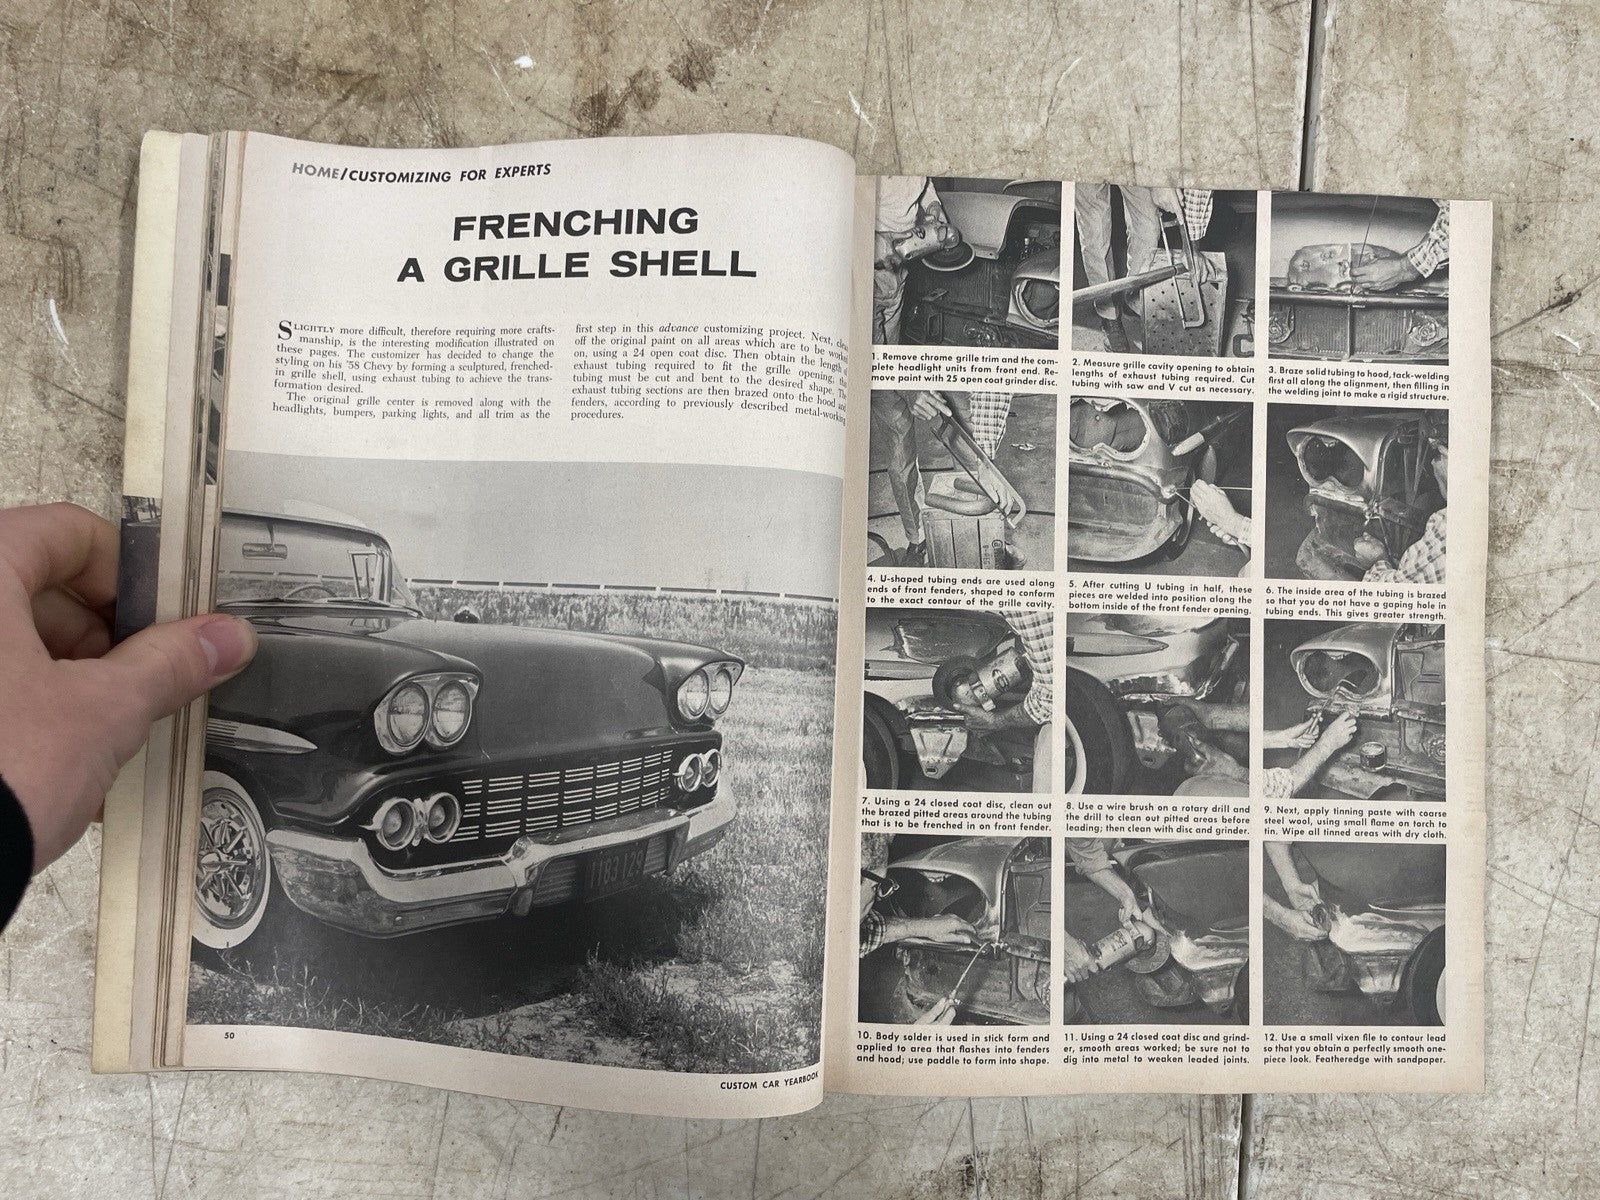 HOME/CUSTOMIZING FOR EXPERTS
FRENCHING
A GRILLE SHELL
SLIGHTLY more difficult, therefore requiring more crafts-
manship, is the interesting modification illustrated on
these pages. The customizer has decided to change the
styling on his '58 Chevy by forming a sculptured, frenched-
in grille shell, using exhaust tubing to achieve the trans-
formation desired.
The original grille center is removed along with the
headlights, bumpers, parking lights, and all trim as the
first step in this advance customizing project. Next,
off the original paint on all areas which are to be worked
on, using a 24 open coat disc. Then obtain the length of
exhaust tubing required to fit the grille opening; the
tubing must be cut and bent to the desired shape. The
exhaust tubing sections are then brazed onto the hood and
fenders, according to previously described metal-working
procedures.
1183 129
50
CUSTOM CAR YEARBOOK
1. Remove chrome grille trim and the com-
plete headlight units from front end. Re-
move paint with 25 open coat grinder disc.
2. Measure grille cavity opening to obtain
lengths of exhaust tubing required. Cut
tubing with saw and V cut as necessary.
3. Braze solid tubing to hood, tack-welding
first all along the alignment, then filling in
the welding joint to make a rigid structure.
4. U-shaped tubing ends are used along
ends of front fenders, shaped to conform
to the exact contour of the grille cavity.
5. After cutting U tubing in half, these
pieces are welded into position along the
bottom inside of the front fender opening.
6. The inside area of the tubing is brazed
so that you do not have a gaping hole in
tubing ends. This gives greater strength.
7. Using a 24 closed coat disc, clean out
the brazed pitted areas around the tubing
that is to be frenched in on front fender.
8. Use a wire brush on a rotary drill and
the drill to clean out pitted areas before
leading; then clean with disc and grinder.
9. Next, apply tinning paste with coarse
steel wool, using small flame on torch to
tin. Wipe all tinned areas with dry cloth.
10. Body solder is used in stick form and
applied to area that flashes into fenders
and hood; use paddle to form into shape.
11. Using a 24 closed coat disc and grind-
er, smooth areas worked; be sure not to
dig into metal to weaken leaded joints.
12. Use a small vixen file to contour lead
so that you obtain a perfectly smooth one-
piece look. Featheredge with sandpaper.